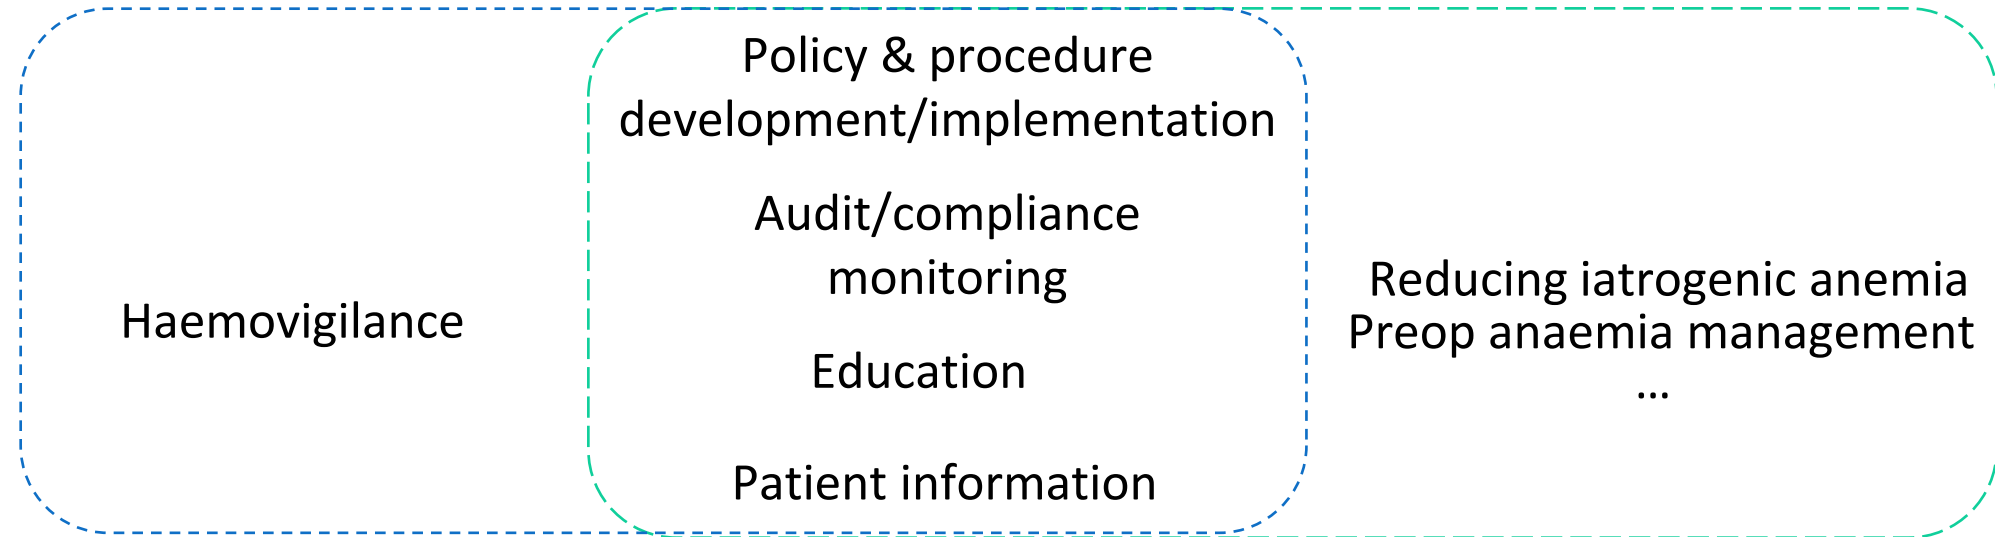 Policy & procedure
development/implementation
Audit/compliance
monitoring
Education
Patient information
Haemovigilance
Reducing iatrogenic anemia
Preop anaemia management
...